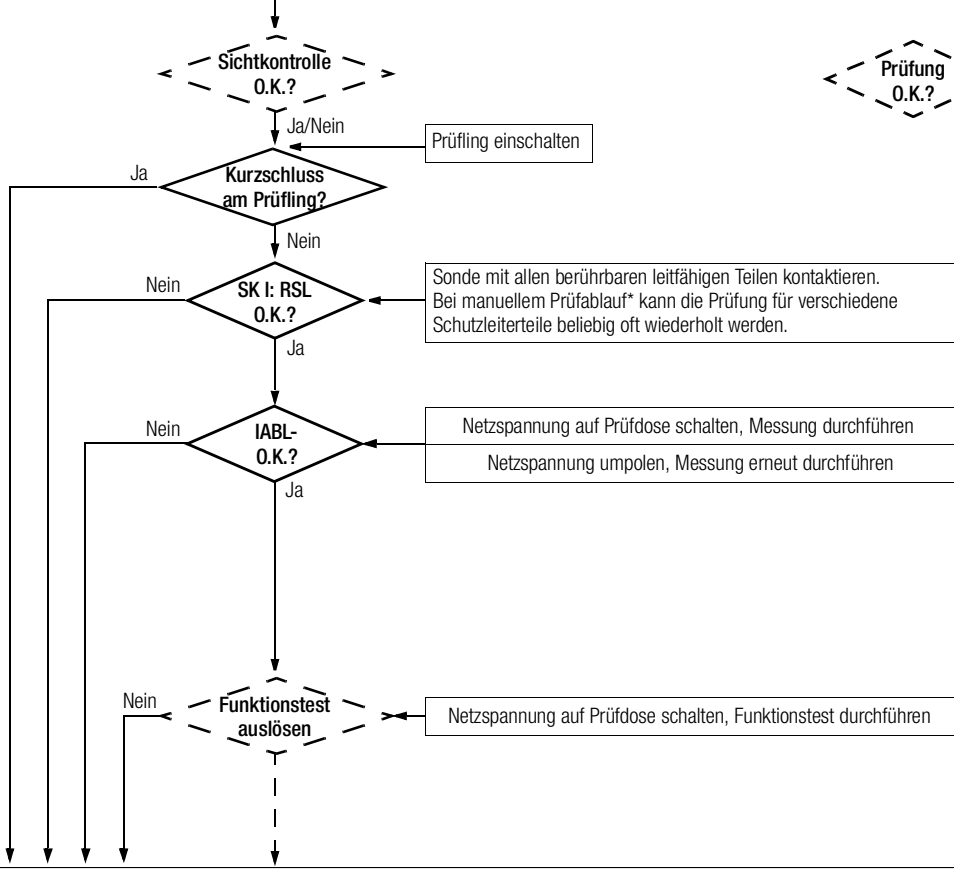 Sichtkontrolle
O.K.?
Prüfung
O.K.?
Ja/Nein
Prüfling einschalten
Ja
Kurzschluss
am Prüfling?
Nein
Nein
SK I: RSL
O.K.?
Sonde mit allen berührbaren leitfähigen Teilen kontaktieren.
Bei manuellem Prüfablauf* kann die Prüfung für verschiedene
Schutzleiterteile beliebig oft wiederholt werden.
Ja
Nein
IABL-
O.K.?
Netzspannung auf Prüfdose schalten, Messung durchführen
Netzspannung umpolen, Messung erneut durchführen
Ja
Nein
Funktionstest
auslösen
Netzspannung auf Prüfdose schalten, Funktionstest durchführen